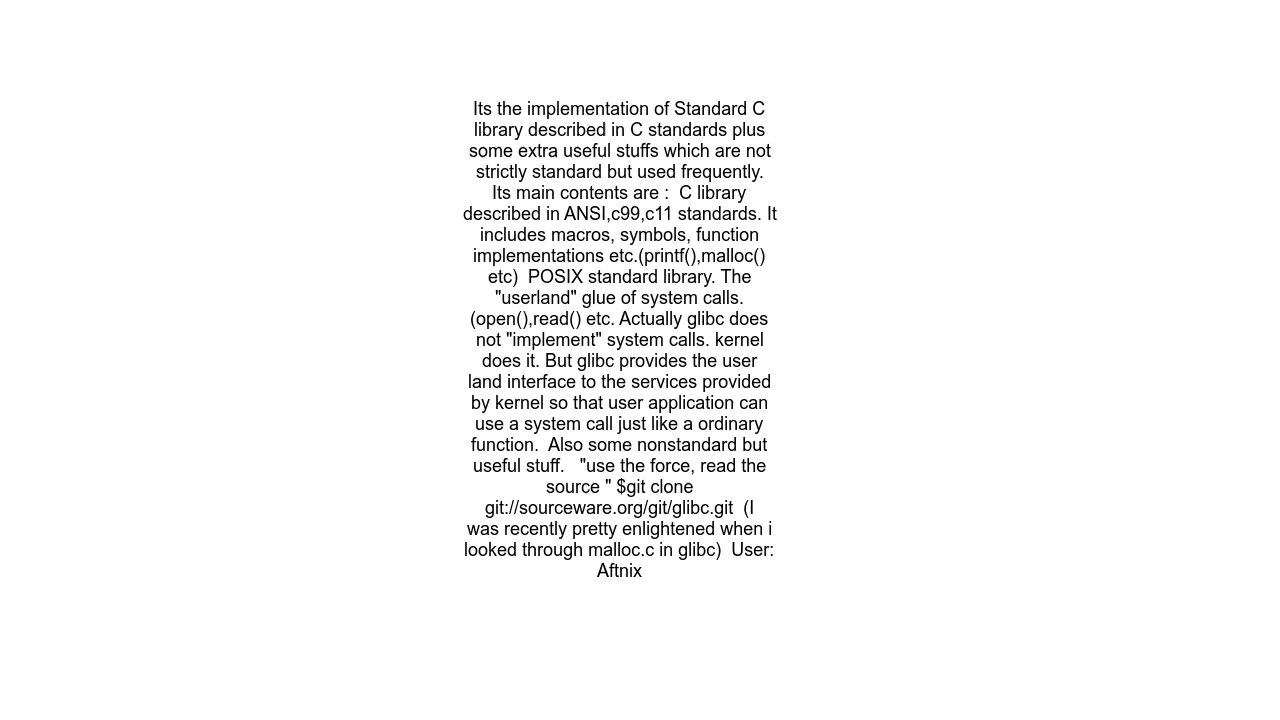 Its the implementation of Standard C
library described in C standards plus
some extra useful stuffs which are not
strictly standard but used frequently.
Its main contents are :  C library
described in ANSI,c99,c11 standards. It
includes macros, symbols, function
implementations etc.(printf(),malloc()
etc)  POSIX standard library. The
"userland" glue of system calls.
(open(),read() etc. Actually glibc does
not "implement" system calls. kernel
does it. But glibc provides the user
land interface to the services provided
by kernel so that user application can
use a system call just like a ordinary
function.  Also some nonstandard but
useful stuff.   "use the force, read the
source " $git clone
git://sourceware.org/git/glibc.git  (I
was recently pretty enlightened when i
looked through malloc.c in glibc)  User:
Aftnix